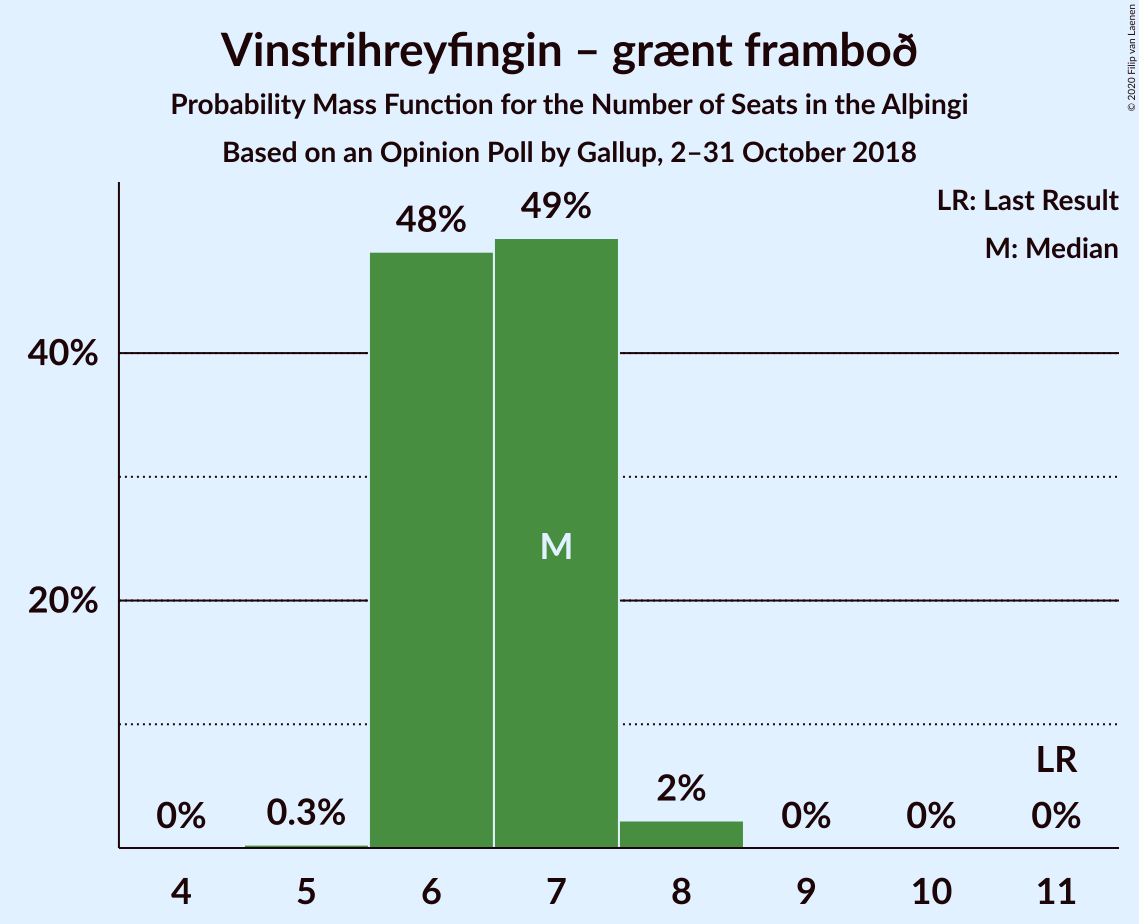 Vinstrihreyfingin – grænt framboð
Probability Mass Function for the Number of Seats in the Alþingi
Based on an Opinion Poll by Gallup, 2–31 October 2018
© 2020 Filip van Laenen
LR: Last Result
M: Median
48%
49%
40%
M
20%
LR
0%
0.3%
2%
0%
0%
0%
4
5
6
7
8
9
10
11